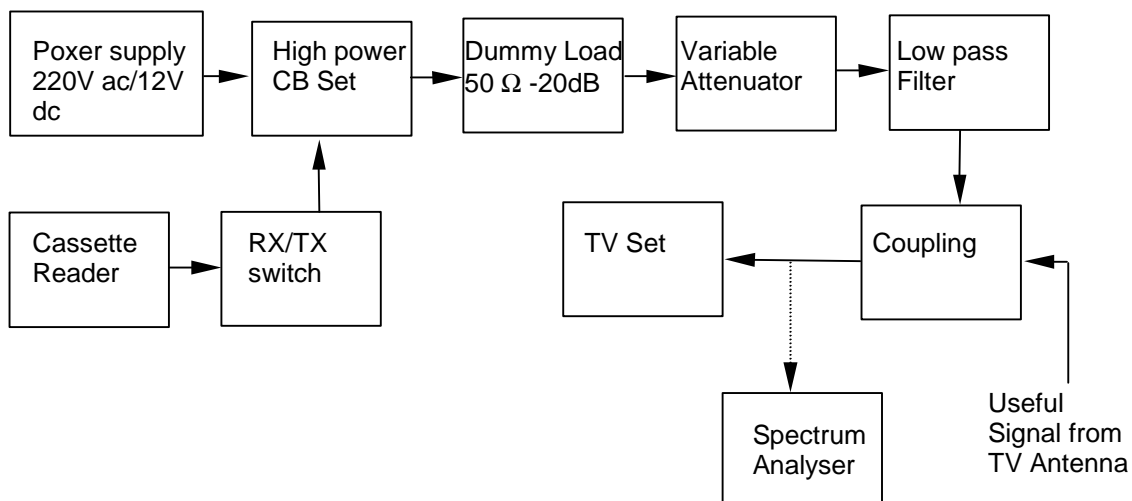 Poxer supply
220V ac/12V
dc
High power
CB Set
Dummy Load
50 Ω -20dB
Variable
Attenuator
Low pass
Filter
Cassette
Reader
RX/TX
switch
TV Set
Coupling
Spectrum
Analyser
Useful
Signal from
TV Antenna